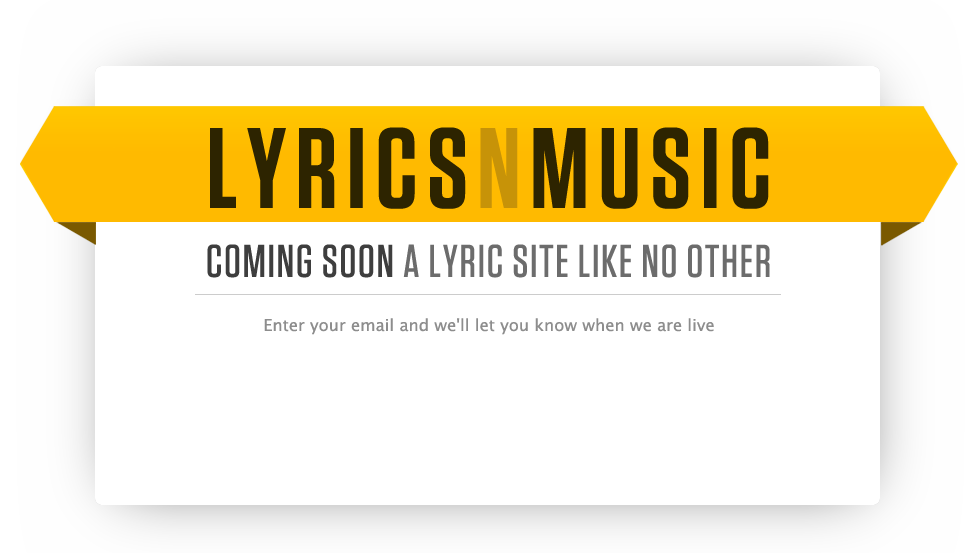 LYRICSNMUSIC
COMING SOON A LYRIC SITE LIKE NO OTHER
Enter your email and we'll let you know when we are live